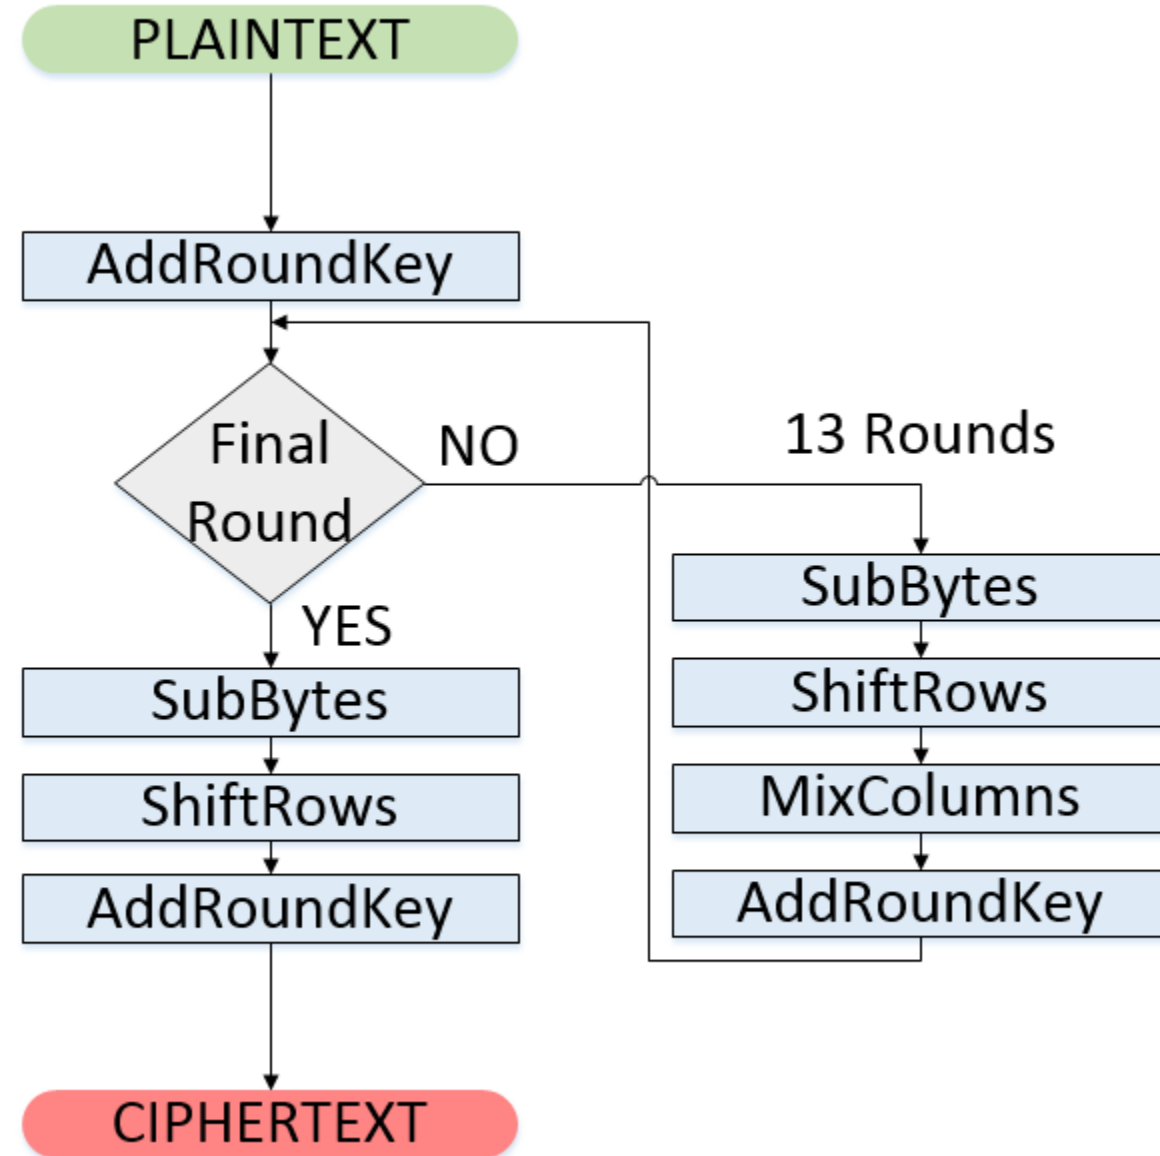 PLAINTEXT
AddRoundKey
Final
Round
NO
13 Rounds
YES
SubBytes
ShiftRows
AddRoundKey
SubBytes
ShiftRows
MixColumns
AddRoundKey
CIPHERTEXT